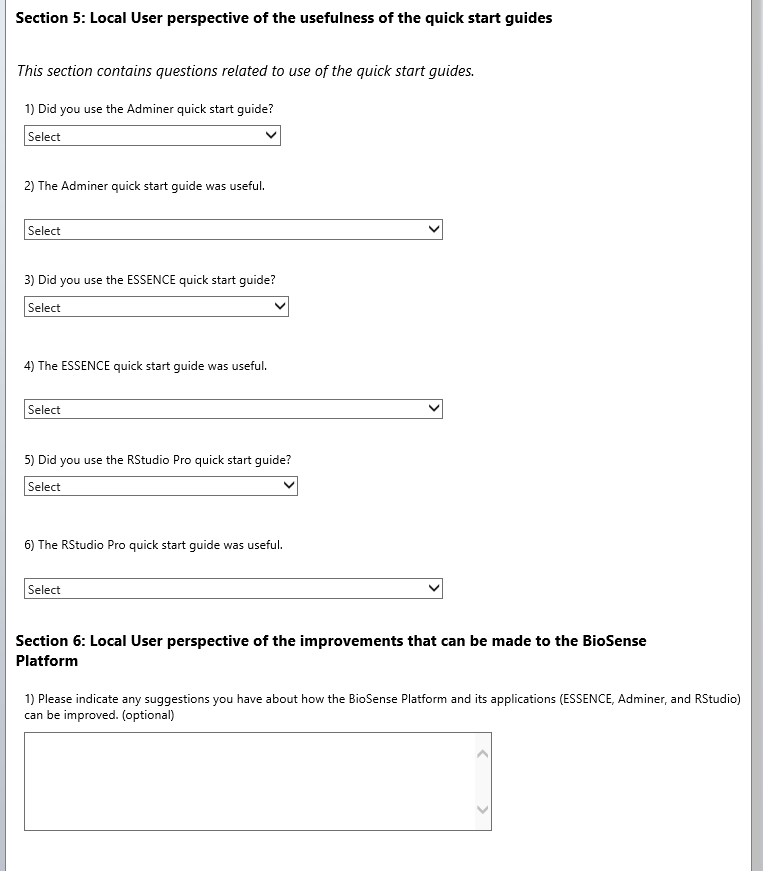 Section 5: Local User perspective of the usefulness of the quick start guides
This section contains questions related to use of the quick start guides.
1) Did you use the Adminer quick start guide?
Select
2) The Adminer quick start guide was useful.
Select
3) Did you use the ESSENCE quick start guide?
Select
4) The ESSENCE quick start guide was useful.
Select
5) Did you use the RStudio Pro quick start guide?
Select
6) The RStudio Pro quick start guide was useful.
Select
Section 6: Local User perspective of the improvements that can be made to the BioSense
Platform
1) Please indicate any suggestions you have about how the BioSense Platform and its applications (ESSENCE, Adminer, and RStudio)
can be improved. (optional)